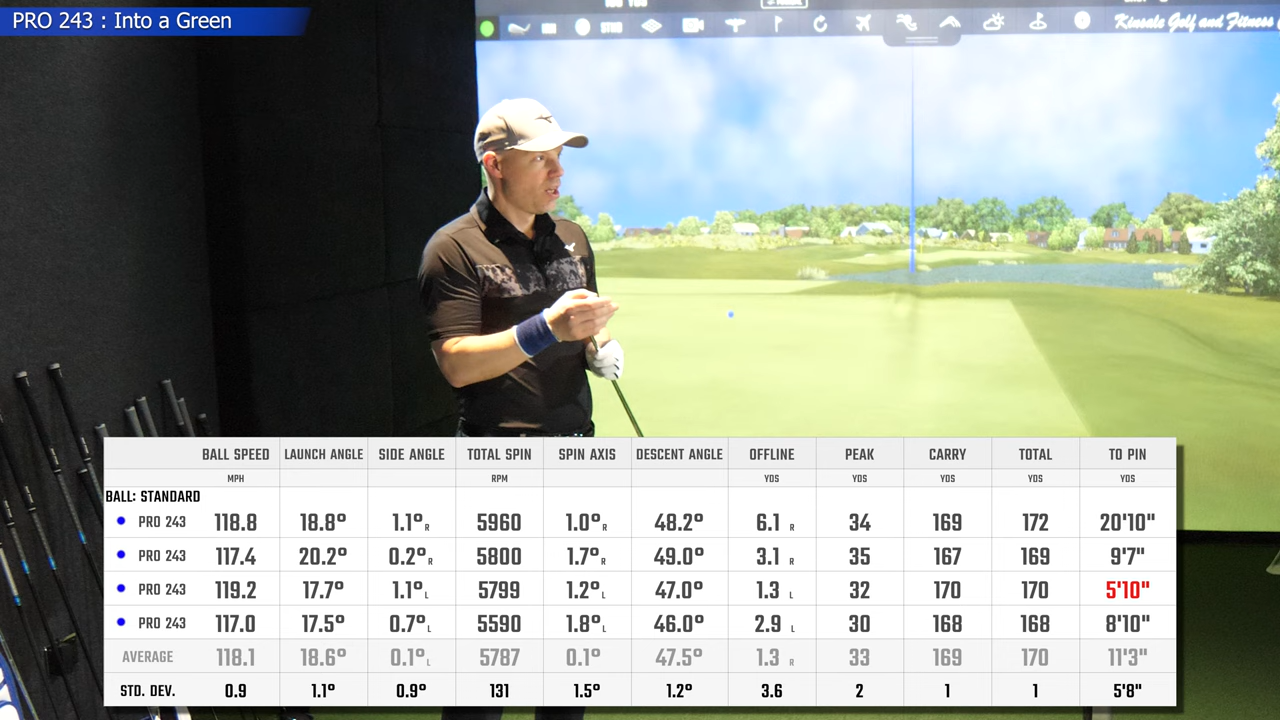 PRO 243 : Into a Green
Kinsale Golf and Fitness
BALL SPEED LAUNCH ANGLE SIDE ANGLE TOTAL SPIN SPIN AXIS DESCENT ANGLE OFFLINE PEAK CARRY TOTAL TO PIN
MPH RPM YDS YDS YDS YDS YDS
BALL: STANDARD
PRO 243 118.8 18.8° 1.1° R 5960 1.0° R 48.2° 6.1 R 34 169 172 20'10"
PRO 243 117.4 20.2° 0.2° R 5800 1.7° R 49.0° 3.1 R 35 167 169 9'7"
PRO 243 119.2 17.7° 1.1° L 5799 1.2° L 47.0° 1.3 L 32 170 170 5'10"
PRO 243 117.0 17.5° 0.7° L 5590 1.8° L 46.0° 2.9 L 30 168 168 8'10"
AVERAGE 118.1 18.6° 0.1° L 5787 0.1° 47.5° 1.3 R 33 169 170 11'3"
STD. DEV. 0.9 1.1° 0.9° 131 1.5° 1.2° 3.6 2 1 1 5'8"